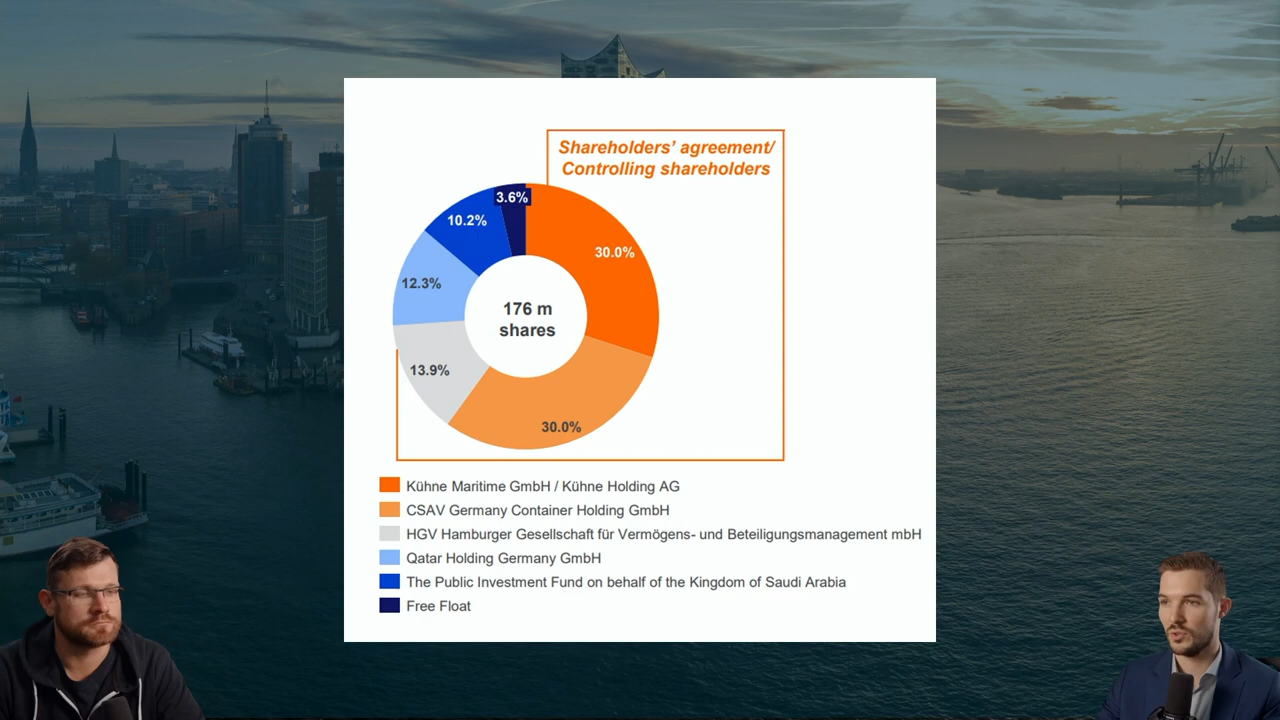 Shareholders’ agreement/
Controlling shareholders
3.6%
10.2%
30.0%
12.3%
176 m
shares
13.9%
30.0%
Kühne Maritime GmbH / Kühne Holding AG
CSAV Germany Container Holding GmbH
HGV Hamburger Gesellschaft für Vermögens- und Beteiligungsmanagement mbH
Qatar Holding Germany GmbH
The Public Investment Fund on behalf of the Kingdom of Saudi Arabia
Free Float